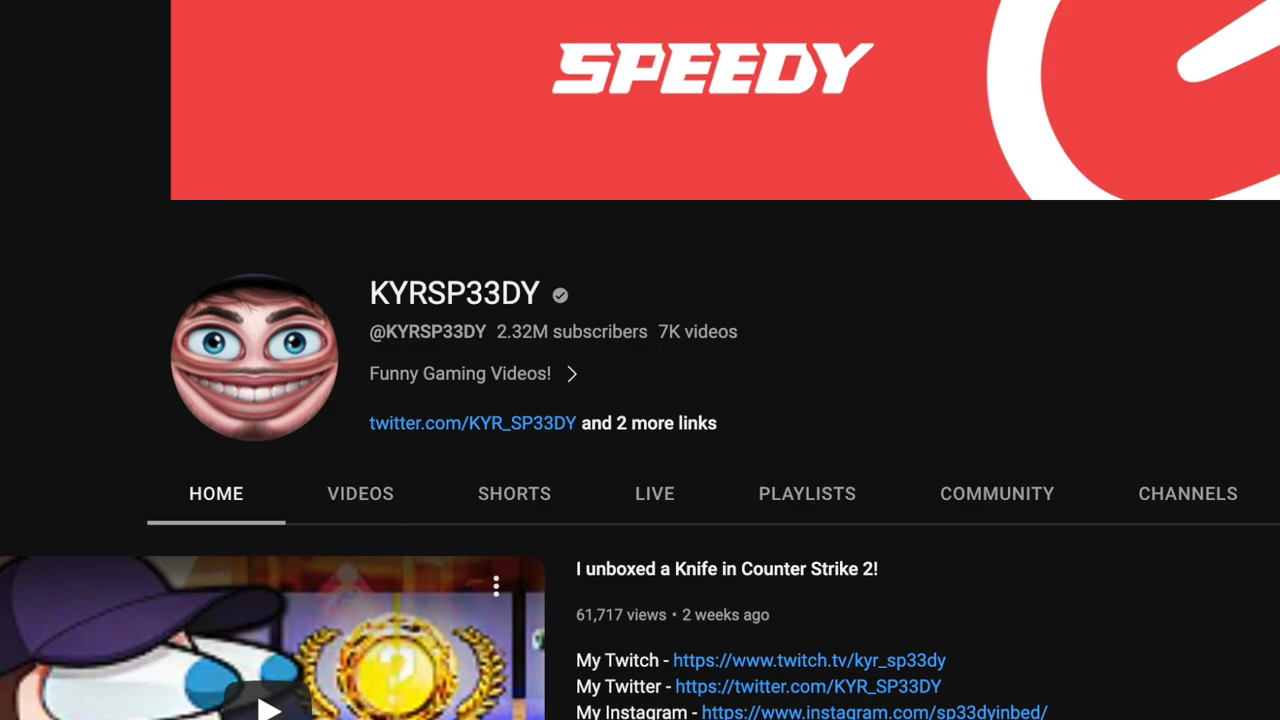 SPEEDY
KYRSP33DY
@KYRSP33DY 2.32M subscribers 7K videos
Funny Gaming Videos!
twitter.com/KYR_SP33DY and 2 more links
HOME VIDEOS SHORTS LIVE PLAYLISTS COMMUNITY CHANNELS
I unboxed a Knife in Counter Strike 2!
61,717 views • 2 weeks ago
My Twitch - https://www.twitch.tv/kyr_sp33dy
My Twitter - https://twitter.com/KYR_SP33DY
My Instagram - https://www.instagram.com/sp33dyinbed/